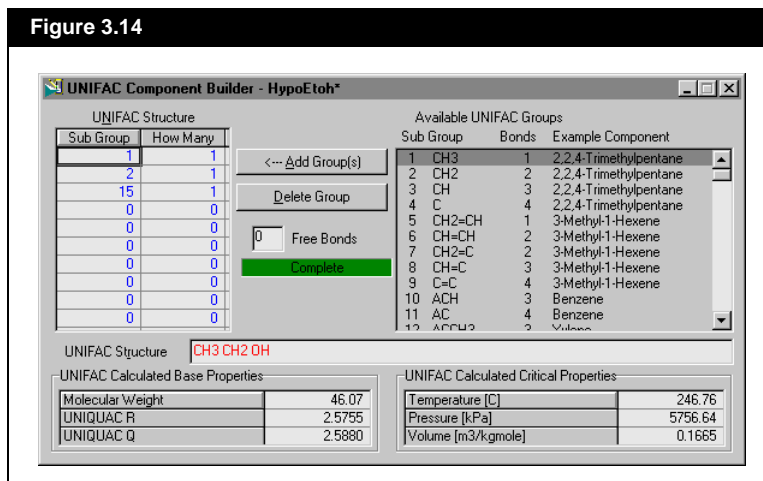 Figure 3.14
UNIFAC Component Builder - HypoEtoh*
UNIFAC Structure
Sub Group How Many
1 1
2 1
15 1
0 0
0 0
0 0
0 0
0 0
0 0
0 0
<--- Add Group(s)
Delete Group
0 Free Bonds
Complete
Available UNIFAC Groups
Sub Group Bonds Example Component
1 CH3 1 2,2,4-Trimethylpentane
2 CH2 2 2,2,4-Trimethylpentane
3 CH 3 2,2,4-Trimethylpentane
4 C 4 2,2,4-Trimethylpentane
5 CH2=CH 1 3-Methyl-1-Hexene
6 CH=CH 2 3-Methyl-1-Hexene
7 CH2=C 2 3-Methyl-1-Hexene
8 CH=C 3 3-Methyl-1-Hexene
9 C=C 4 3-Methyl-1-Hexene
10 ACH 3 Benzene
11 AC 4 Benzene
12 ACCH3 3 Xylene
UNIFAC Structure CH3 CH2 OH
UNIFAC Calculated Base Properties
Molecular Weight 46.07
UNIQUAC R 2.5755
UNIQUAC Q 2.5880
UNIFAC Calculated Critical Properties
Temperature [C] 246.76
Pressure [kPa] 5756.64
Volume [m3/kgmole] 0.1665